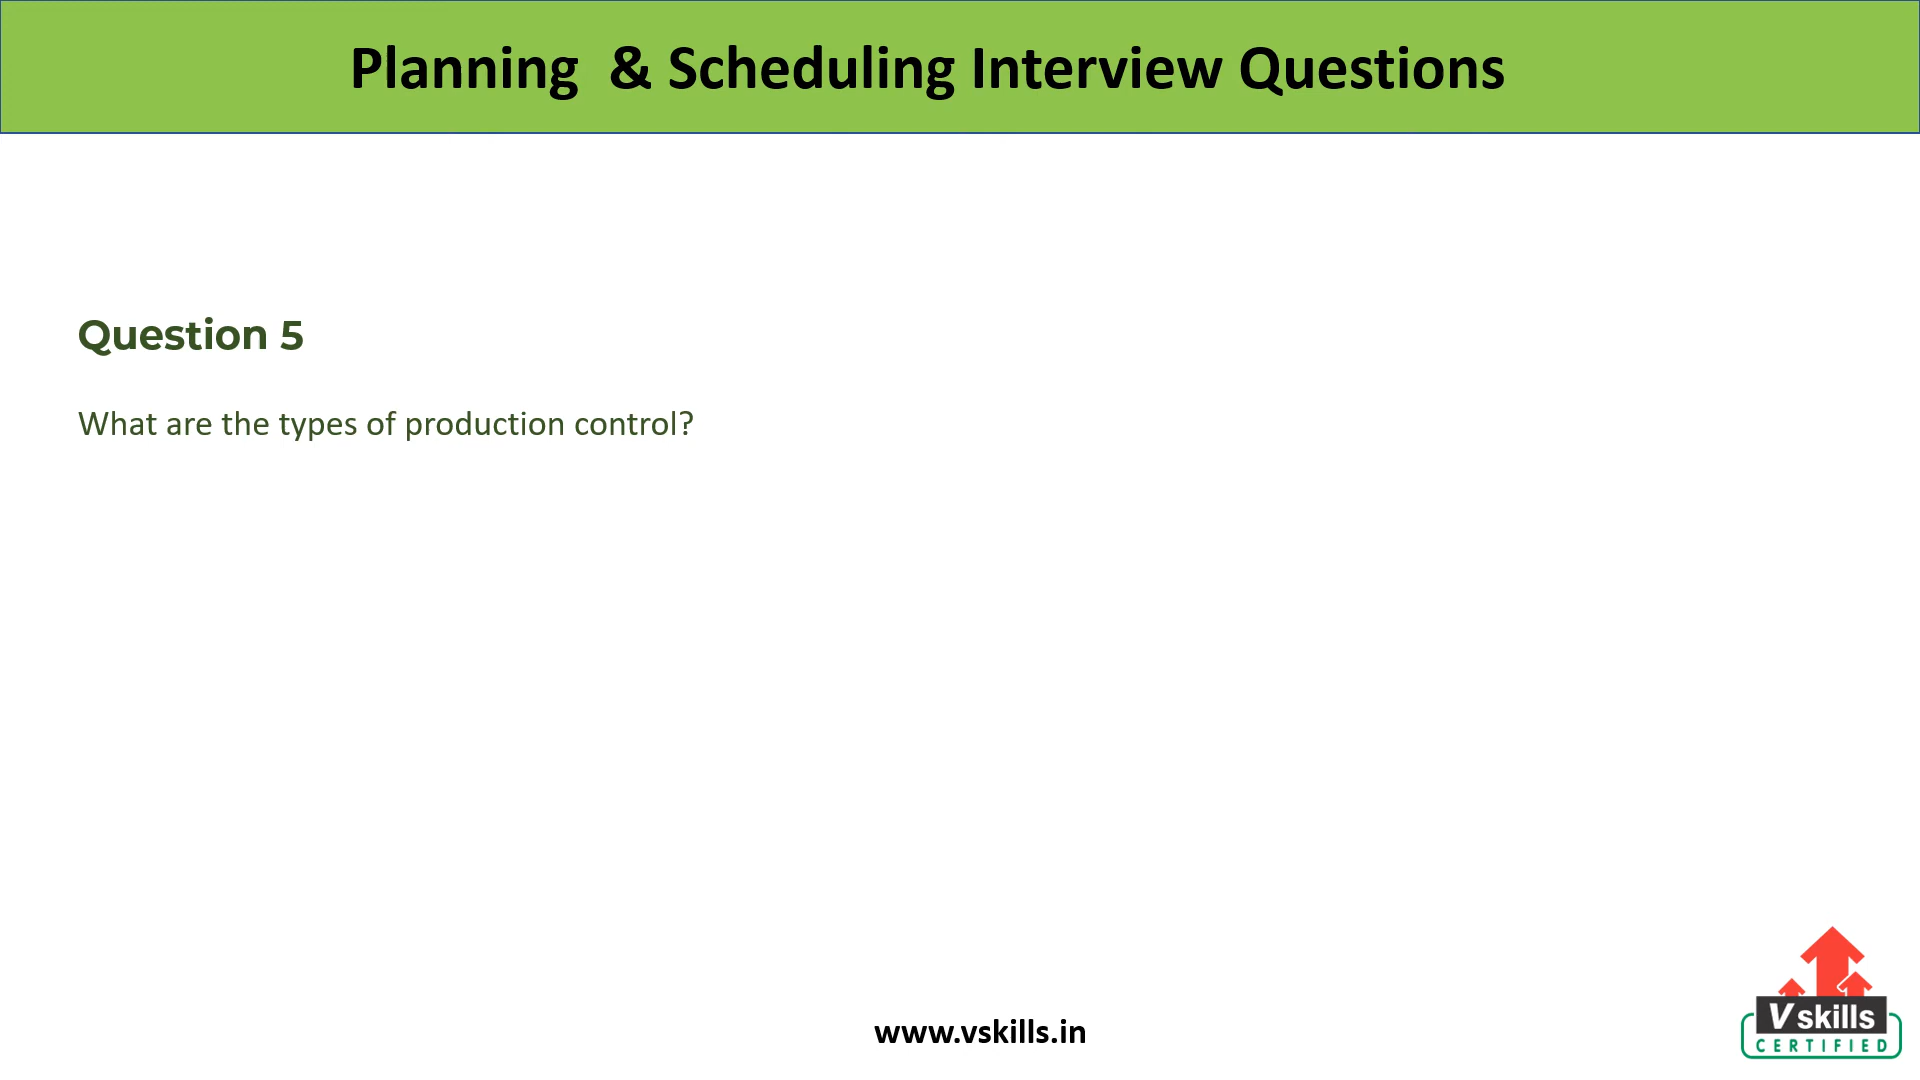 Planning & Scheduling Interview Questions
Question 5
What are the types of production control?
www.vskills.in
Vskills
CERTIFIED